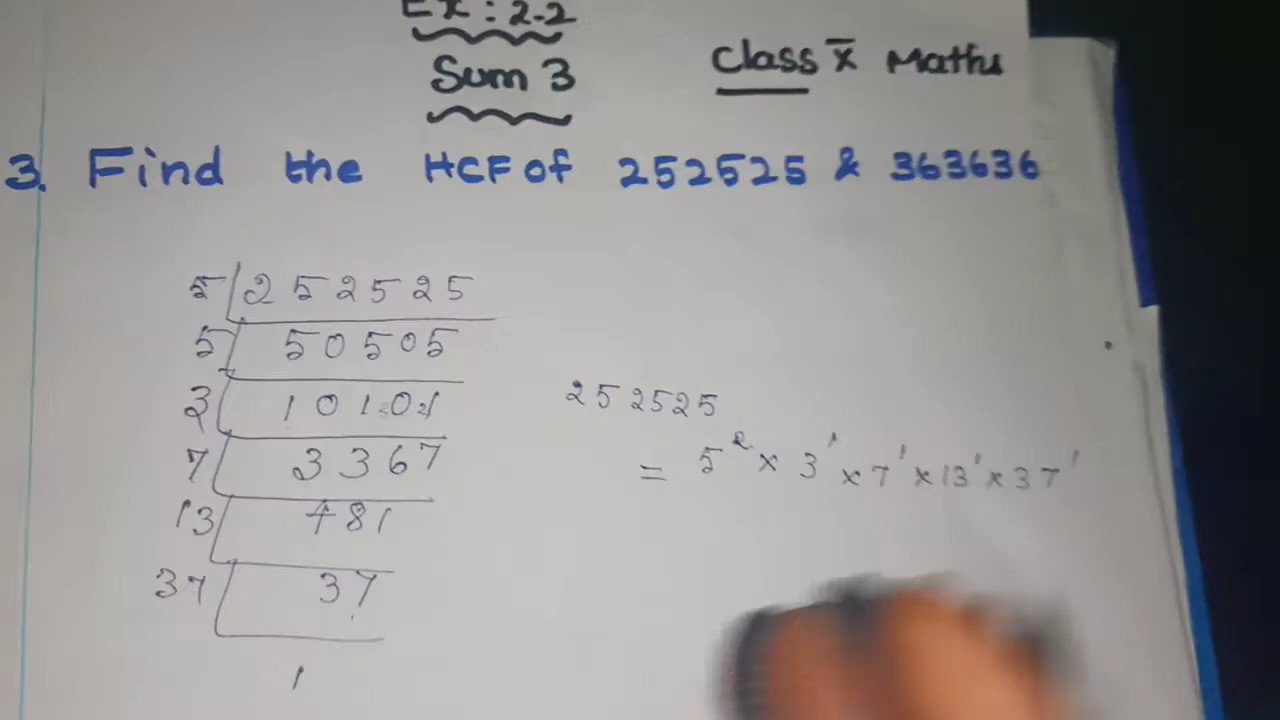 Ex : 2.2
Sum 3
Class X Maths
3. Find the HCF of 252525 & 363636
5 252525
5 50505
3 10101
7 3367
13 481
37 37
1
252525
= 5² × 3¹ × 7¹ × 13¹ × 37¹